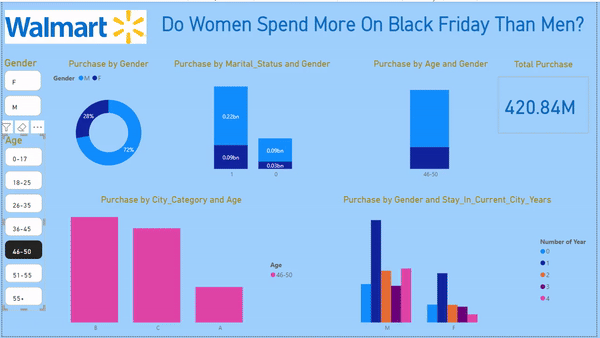 Walmart
Do Women Spend More On Black Friday Than Men?
Gender
F
M
Age
0-17
18-25
26-35
36-45
46-50
51-55
55+
Purchase by Gender
Gender M F
28%
72%
Purchase by Marital_Status and Gender
0.22bn
0.09bn
0.09bn
0.03bn
1 0
Purchase by Age and Gender
46-50
Total Purchase
420.84M
Purchase by City_Category and Age
B C A
Age
46-50
Purchase by Gender and Stay_In_Current_City_Years
M F
Number of Year
0
1
2
3
4